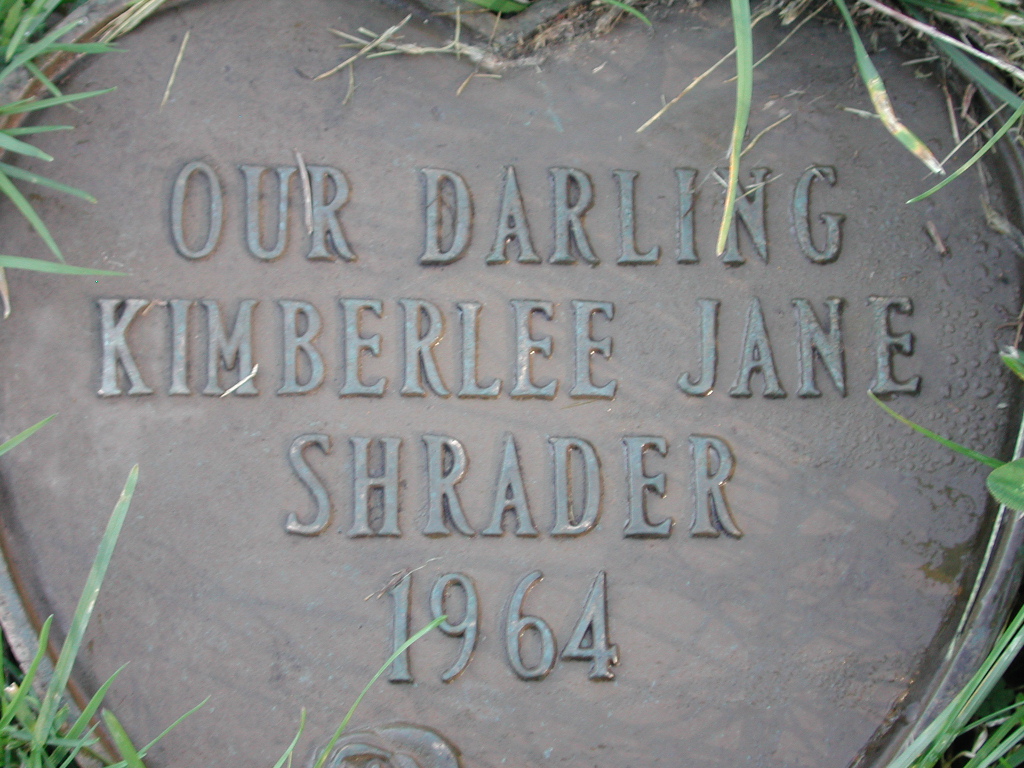 OUR DARLING
KIMBERLEE JANE
SHRADER
1964